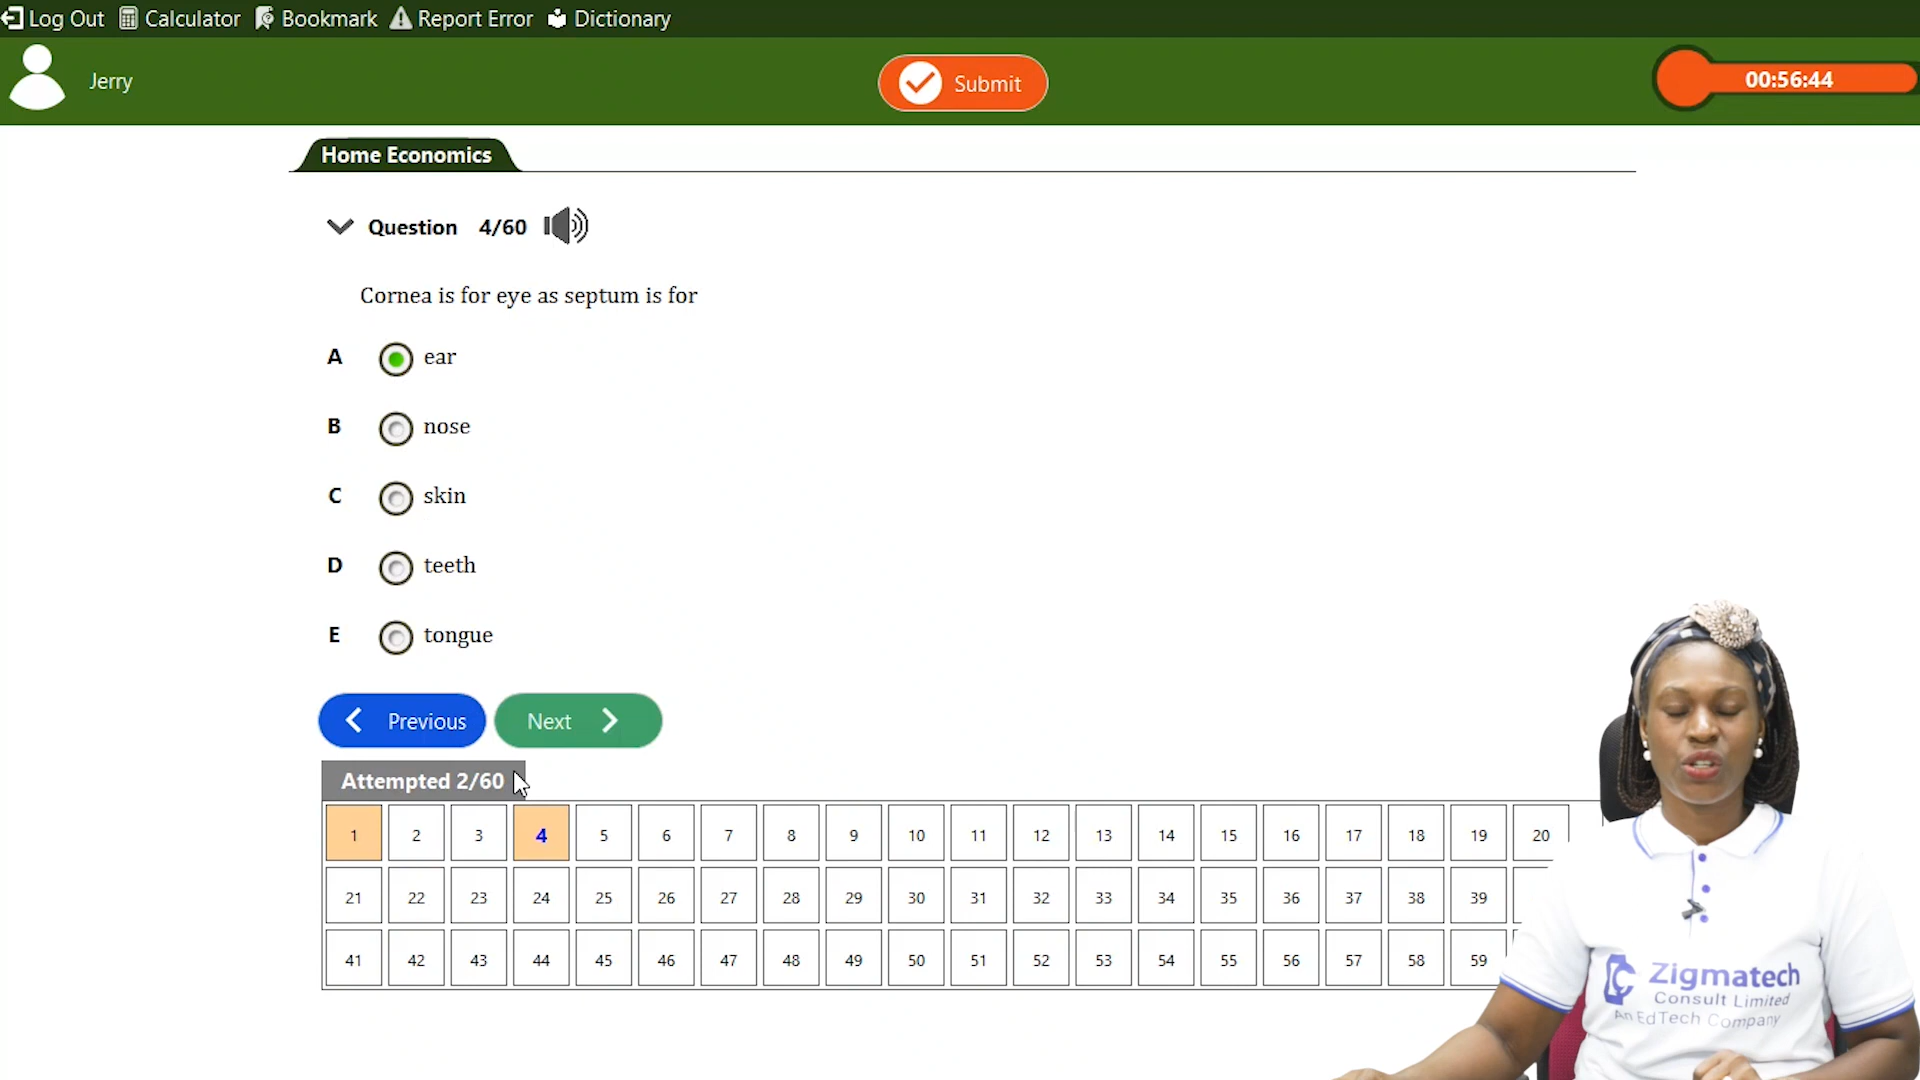 Log Out Calculator Bookmark Report Error Dictionary
Jerry
Submit
00:56:44
Home Economics
Question 4/60
Cornea is for eye as septum is for
A ear
B nose
C skin
D teeth
E tongue
Previous Next
Attempted 2/60
1 2 3 4 5 6 7 8 9 10 11 12 13 14 15 16 17 18 19 20
21 22 23 24 25 26 27 28 29 30 31 32 33 34 35 36 37 38 39
41 42 43 44 45 46 47 48 49 50 51 52 53 54 55 56 57 58 59
Zigmatech
Consult Limited
An EdTech Company